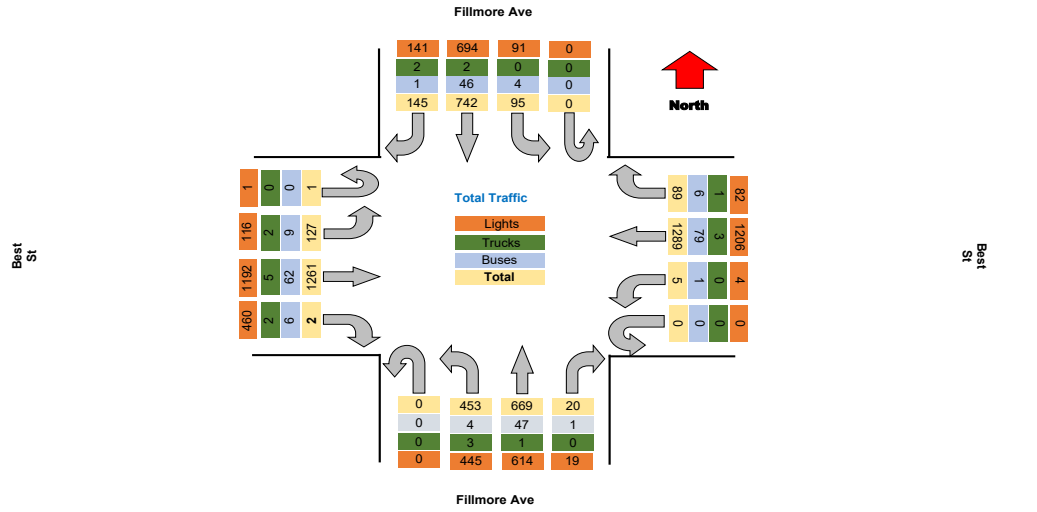 Fillmore Ave
141 694 91 0
2 2 0 0
1 46 4 0
145 742 95 0
North
1 0 0 1
89 6 1 82
Total Traffic
116 2 9 127
Lights
1289 79 3 1206
Trucks
Best
St
Buses
Best
St
1192 5 62 1261
Total
5 1 0 4
460 2 6 2
0 0 0 0
0 453 669 20
0 4 47 1
0 3 1 0
0 445 614 19
Fillmore Ave